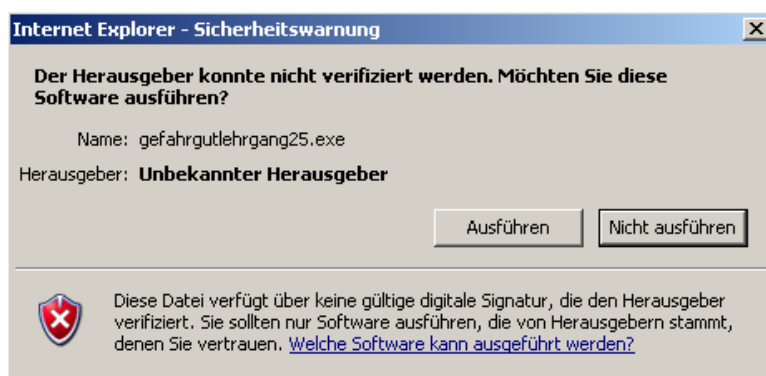 Internet Explorer - Sicherheitswarnung
Der Herausgeber konnte nicht verifiziert werden. Möchten Sie diese
Software ausführen?
Name: gefahrgutlehrgang25.exe
Herausgeber: Unbekannter Herausgeber
Ausführen Nicht ausführen
Diese Datei verfügt über keine gültige digitale Signatur, die den Herausgeber
verifiziert. Sie sollten nur Software ausführen, die von Herausgebern stammt,
denen Sie vertrauen. Welche Software kann ausgeführt werden?